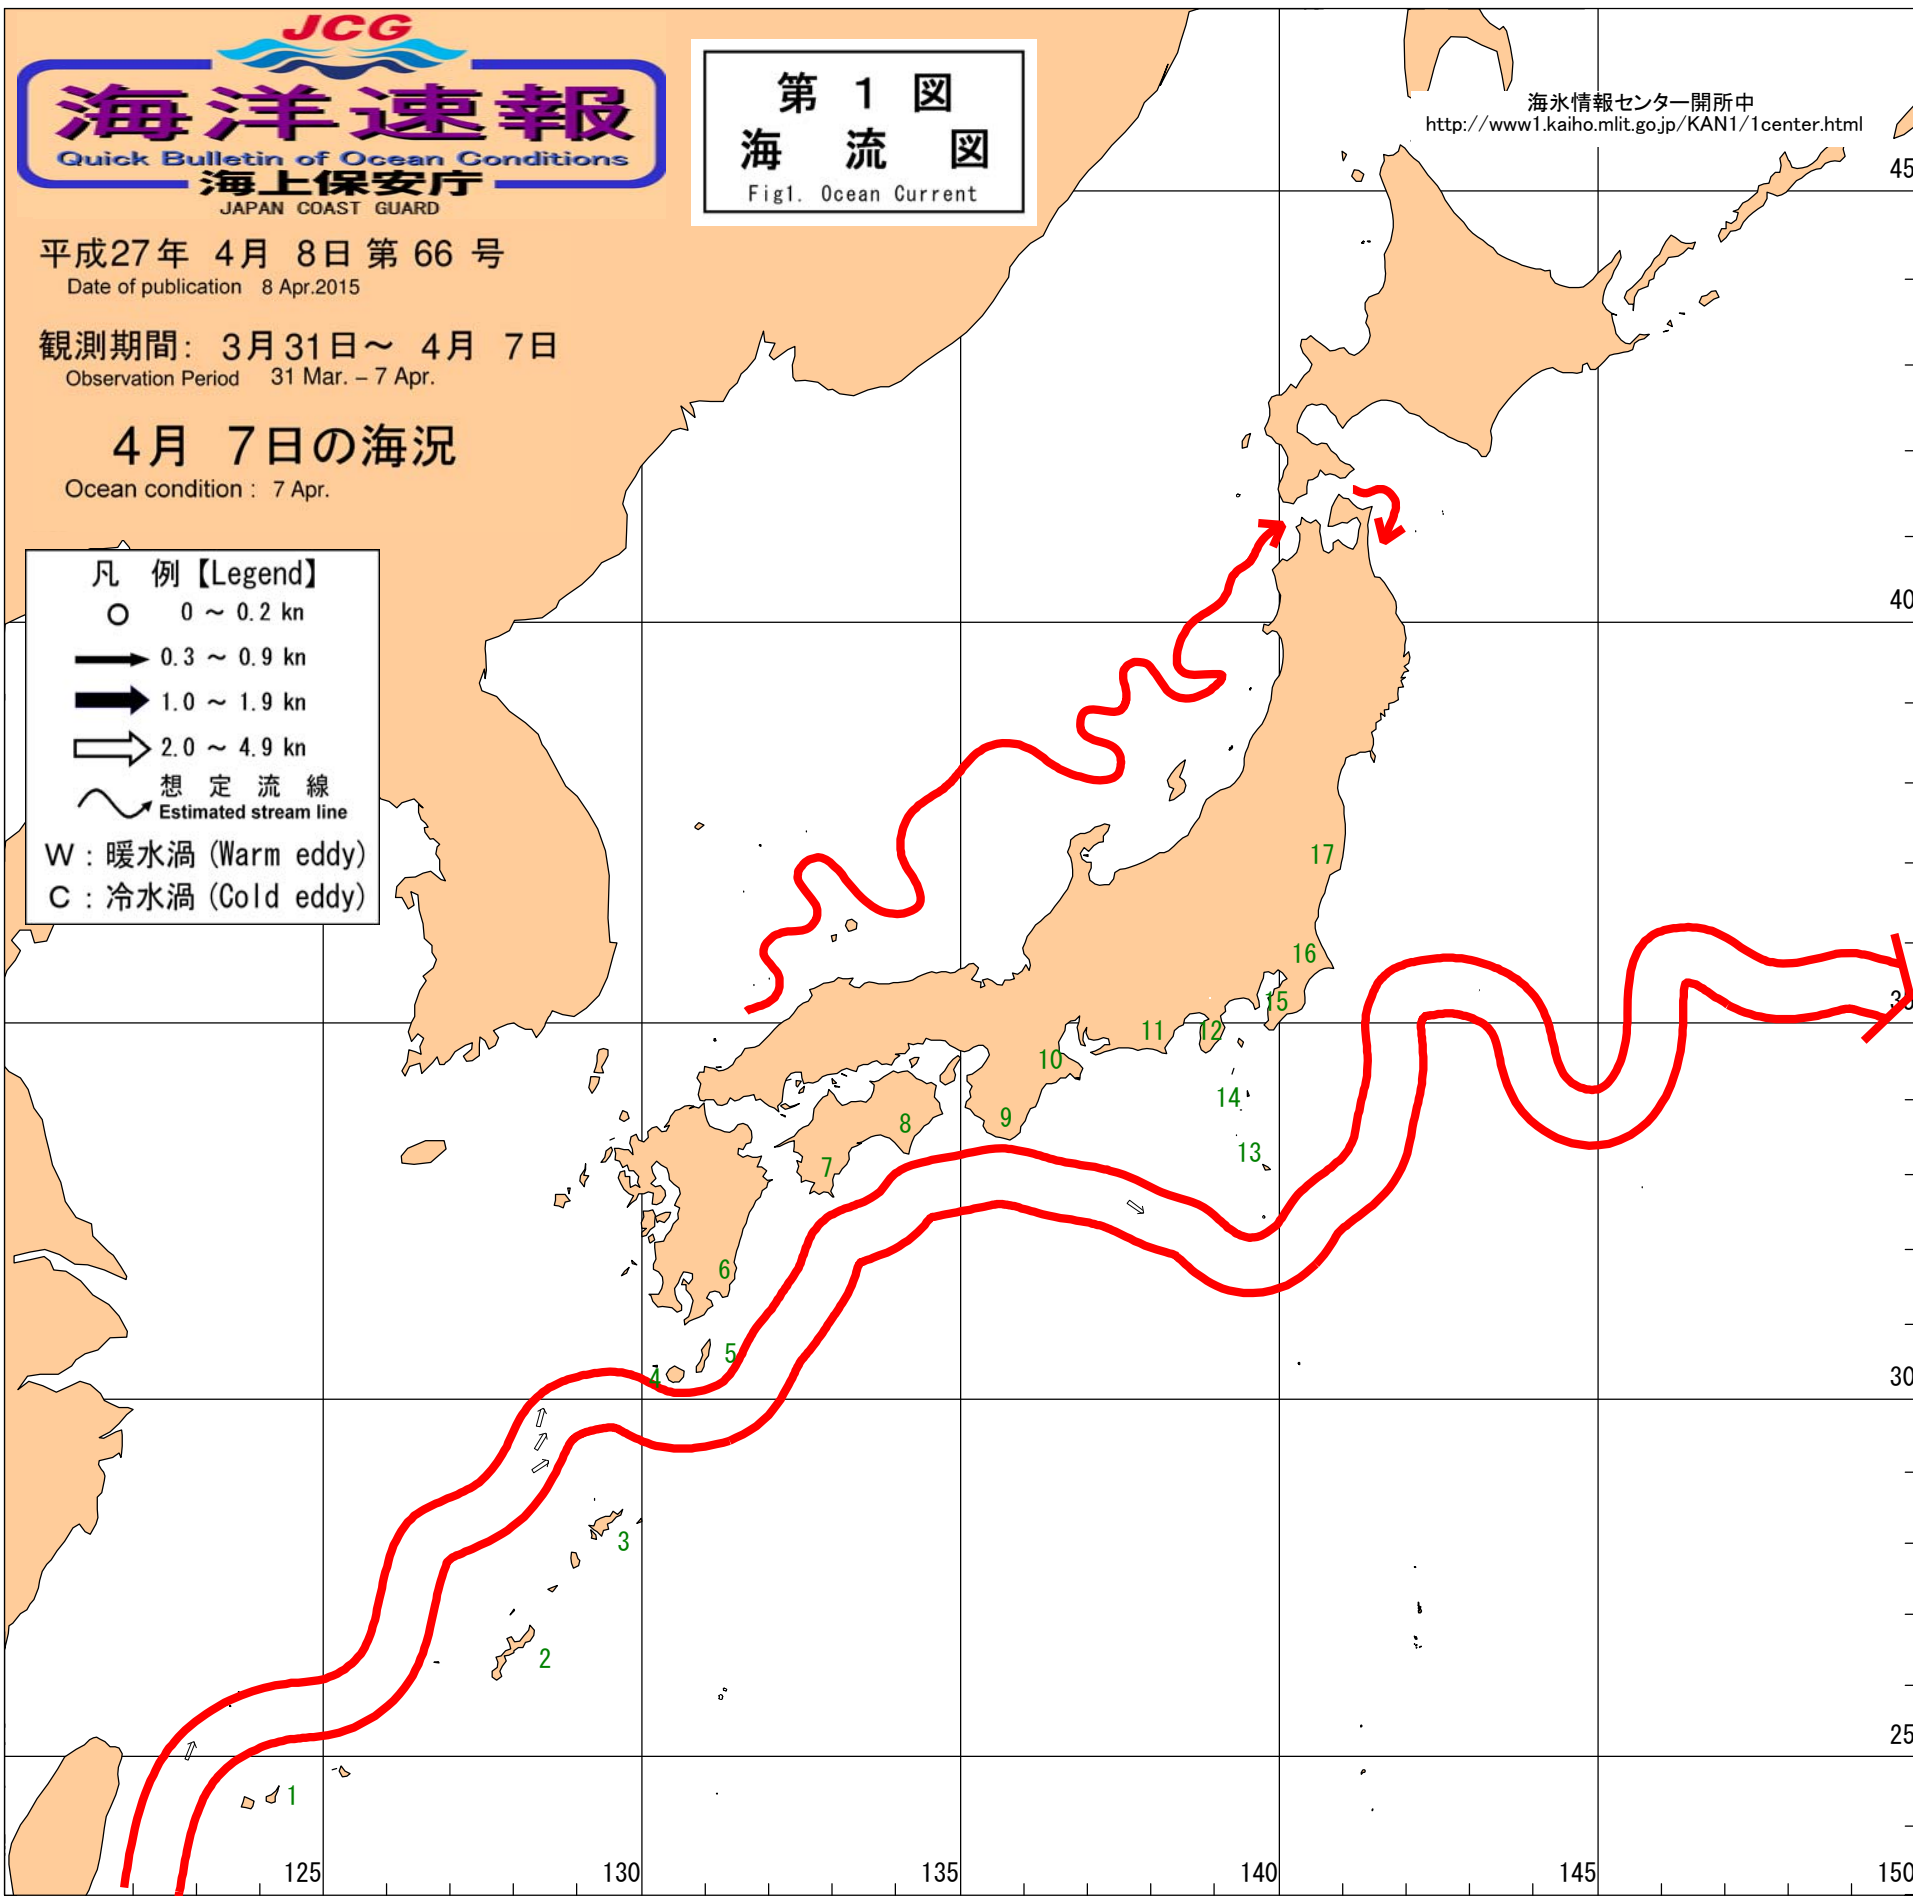 JCG
海洋速報
Quick Bulletin of Ocean Conditions
海上保安庁
JAPAN COAST GUARD
第 1 図
海 流 図
Fig1. Ocean Current
海氷情報センター開所中
http://www1.kaiho.mlit.go.jp/KAN1/1center.html
平成27年 4月 8日 第 66 号
Date of publication 8 Apr.2015
観測期間: 3月31日～ 4月 7日
Observation Period 31 Mar. – 7 Apr.
4月 7日の海況
Ocean condition : 7 Apr.
凡 例【Legend】
0 ～ 0.2 kn
0.3 ～ 0.9 kn
1.0 ～ 1.9 kn
2.0 ～ 4.9 kn
想 定 流 線
Estimated stream line
W : 暖水渦 (Warm eddy)
C : 冷水渦 (Cold eddy)
45
40
30
25
17
16
15
12
11
10
14
9
8
13
7
6
5
4
3
2
1
125
130
135
140
145
150